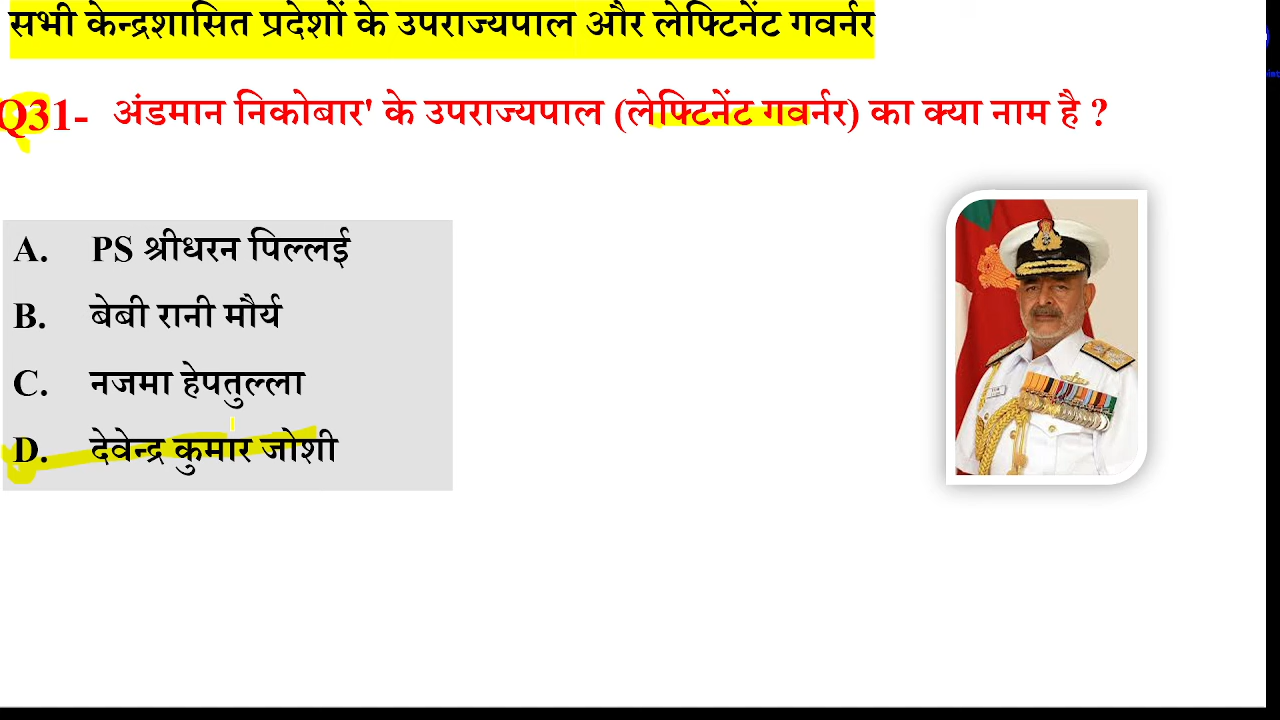 सभी केन्द्रशासित प्रदेशों के उपराज्यपाल और लेफ्टिनेंट गवर्नर
Q31- अंडमान निकोबार' के उपराज्यपाल (लेफ्टिनेंट गवर्नर) का क्या नाम है ?
A. PS श्रीधरन पिल्लई
B. बेबी रानी मौर्य
C. नजमा हेपतुल्ला
D. देवेन्द्र कुमार जोशी